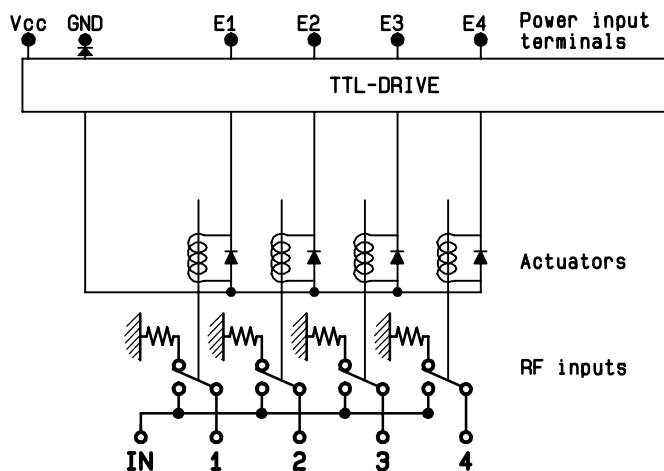 Vcc GND E1 E2 E3 E4 Power input
terminals
TTL-DRIVE
Actuators
RF inputs
IN 1 2 3 4